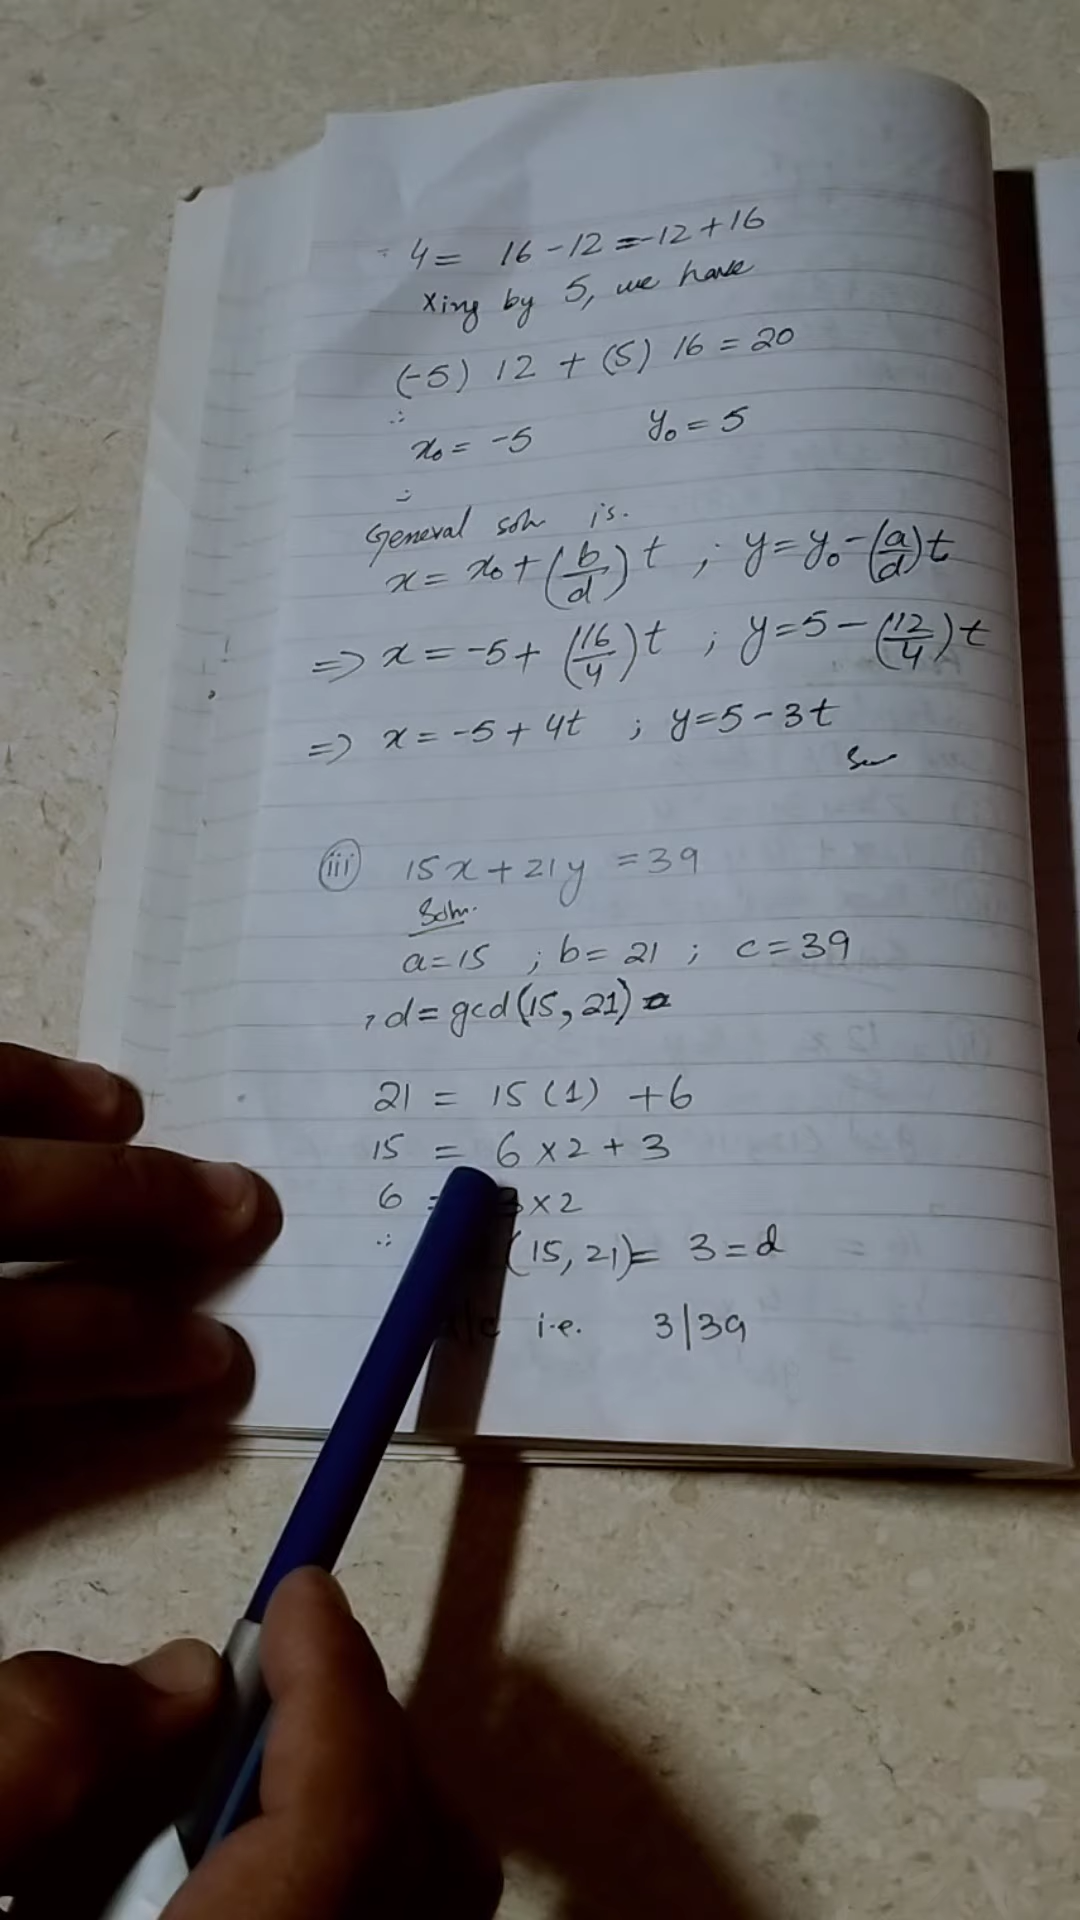 4 = 16 - 12 = -12 + 16
Xing by 5, we have
(-5) 12 + (5) 16 = 20
∴
x₀ = -5 y₀ = 5
∴
General soln is.
x = x₀ + (b/d) t ; y = y₀ - (a/d) t
=> x = -5 + (16/4) t ; y = 5 - (12/4) t
=> x = -5 + 4t ; y = 5 - 3t
(iii) 15x + 21y = 39
Soln.
a = 15 ; b = 21 ; c = 39
, d = gcd(15, 21)
21 = 15 (1) + 6
15 = 6 × 2 + 3
6 = 3 × 2
∴ (15, 21) = 3 = d
/c i.e. 3|39